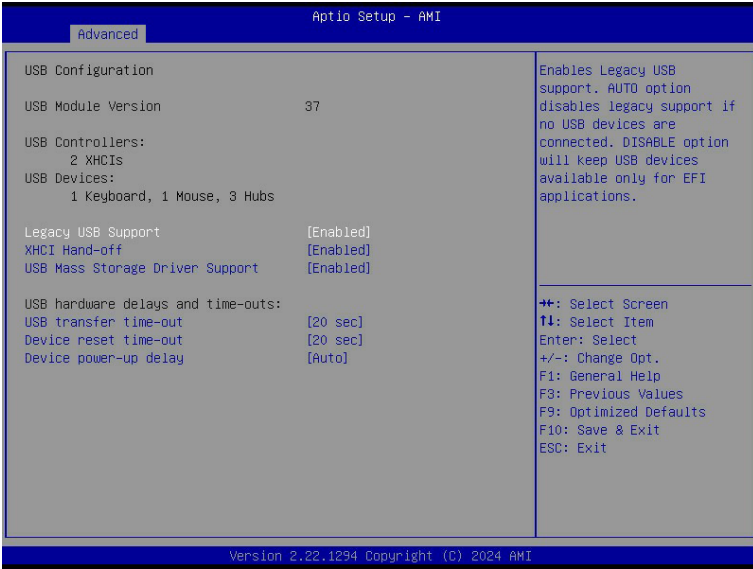 Aptio Setup – AMI
Advanced
USB Configuration
USB Module Version 37
USB Controllers:
2 XHCIs
USB Devices:
1 Keyboard, 1 Mouse, 3 Hubs
Legacy USB Support [Enabled]
XHCI Hand-off [Enabled]
USB Mass Storage Driver Support [Enabled]
USB hardware delays and time-outs:
USB transfer time-out [20 sec]
Device reset time-out [20 sec]
Device power-up delay [Auto]
Enables Legacy USB
support. AUTO option
disables legacy support if
no USB devices are
connected. DISABLE option
will keep USB devices
available only for EFI
applications.
→←: Select Screen
↑↓: Select Item
Enter: Select
+/-: Change Opt.
F1: General Help
F3: Previous Values
F9: Optimized Defaults
F10: Save & Exit
ESC: Exit
Version 2.22.1294 Copyright (C) 2024 AMI